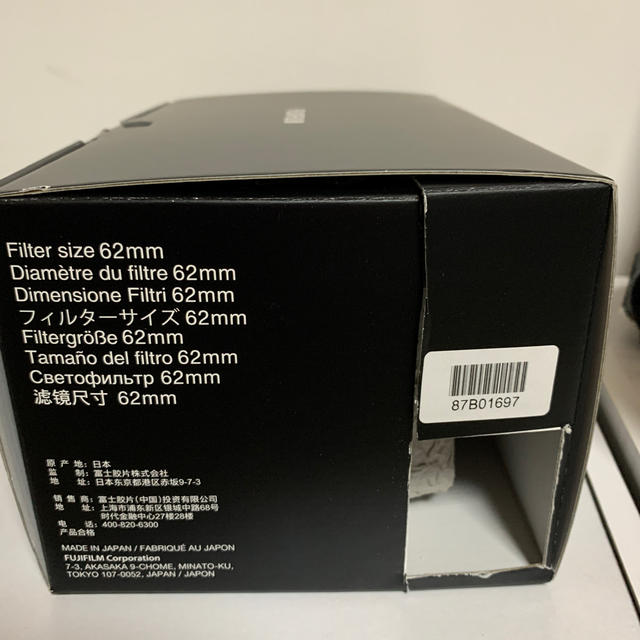 Filter size 62mm
Diamètre du filtre 62mm
Dimensione Filtri 62mm
フィルターサイズ 62mm
Filtergröße 62mm
Tamaño del filtro 62mm
Светофильтр 62mm
滤镜尺寸 62mm
87B01697
原 产 地: 日本
监 制: 富士胶片株式会社
地 址: 日本东京都港区赤坂9-7-3
销 售 商: 富士胶片(中国)投资有限公司
地 址: 上海市浦东新区银城中路68号
时代金融中心27楼28楼
电 话: 400-820-6300
产品合格
MADE IN JAPAN / FABRIQUÉ AU JAPON
FUJIFILM Corporation
7-3, AKASAKA 9-CHOME, MINATO-KU,
TOKYO 107-0052, JAPAN / JAPON